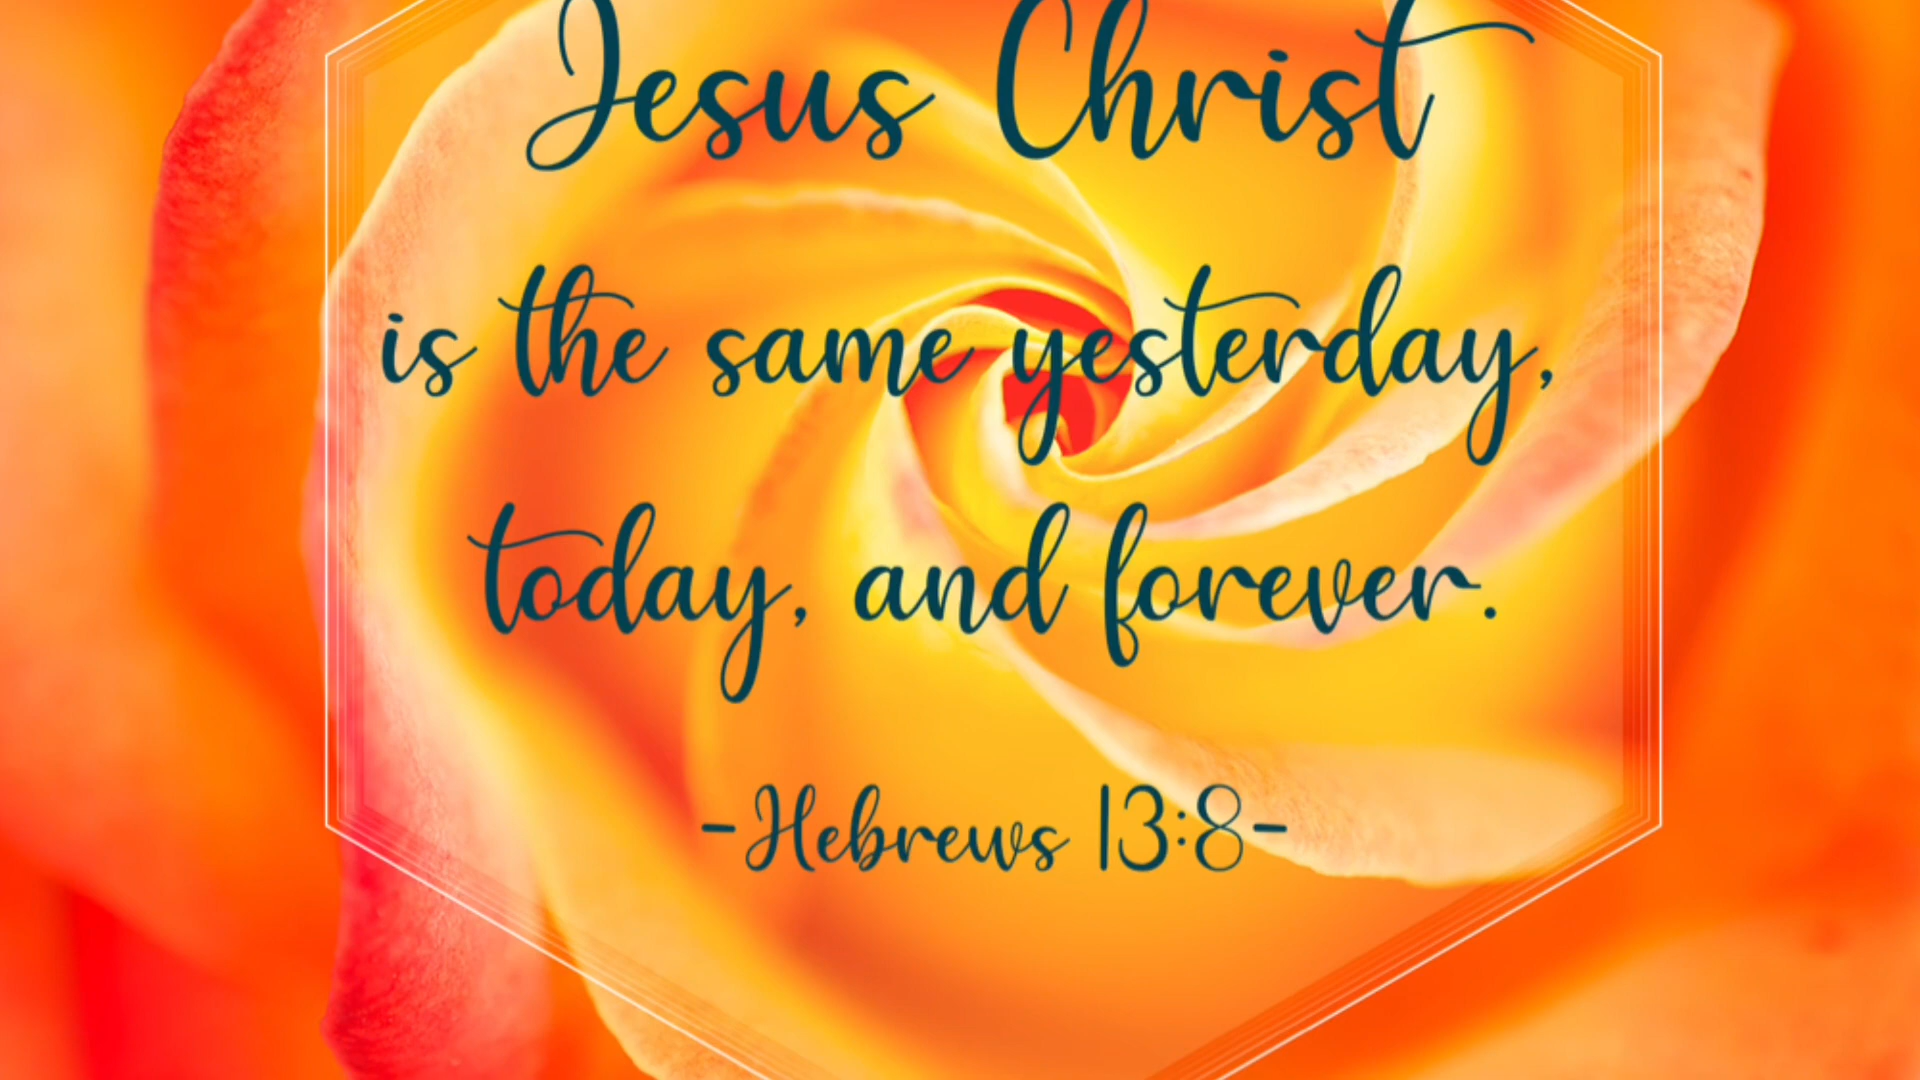 Jesus Christ
is the same yesterday,
today, and forever.
-Hebrews 13:8-